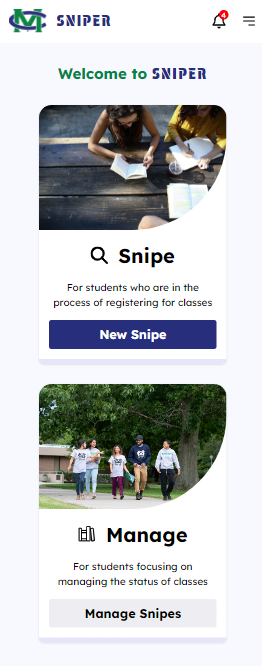 MC SNIPER
4
Welcome to SNIPER
Snipe
For students who are in the
process of registering for classes
New Snipe
Manage
For students focusing on
managing the status of classes
Manage Snipes